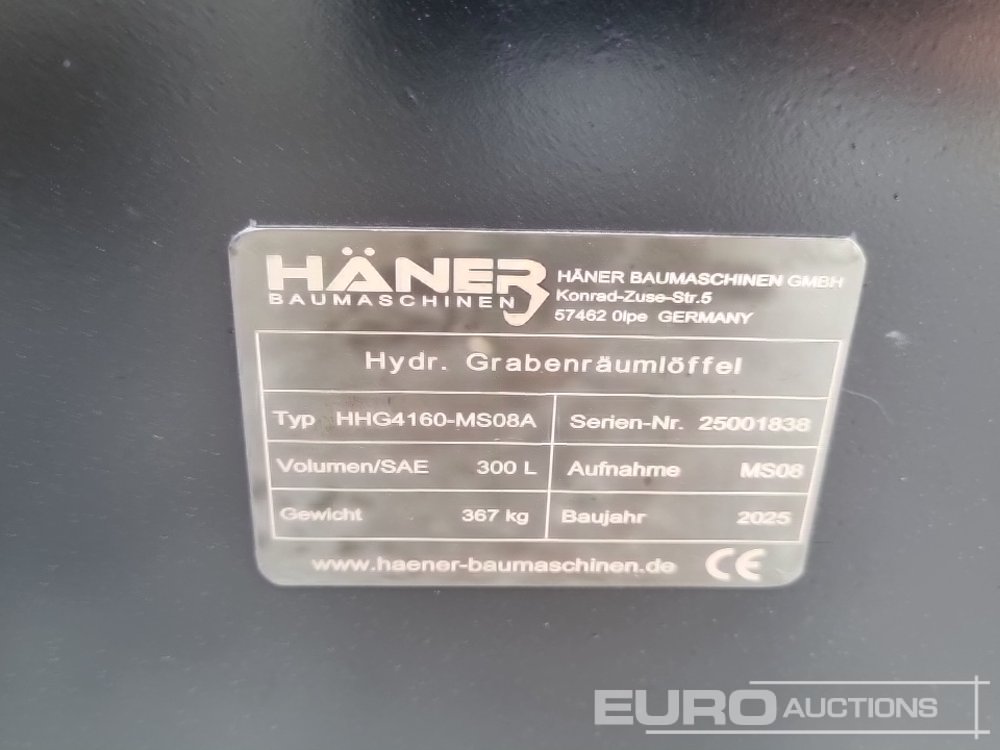 HÄNER
BAUMASCHINEN
HÄNER BAUMASCHINEN GMBH
Konrad-Zuse-Str.5
57462 Olpe GERMANY
Hydr. Grabenräumlöffel
Typ HHG4160-MS08A
Serien-Nr. 25001838
Volumen/SAE 300 L
Aufnahme MS08
Gewicht 367 kg
Baujahr 2025
www.haener-baumaschinen.de CE
EURO AUCTIONS